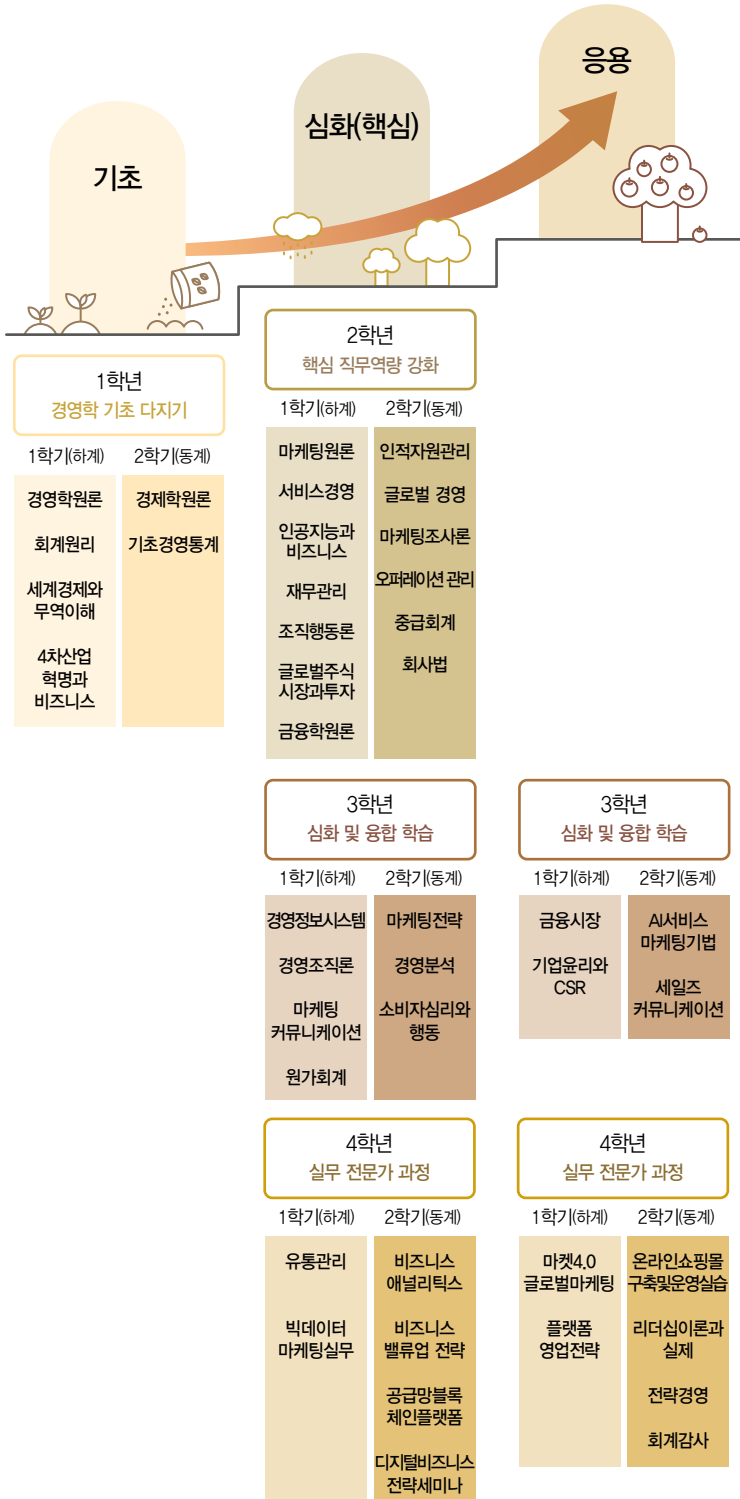 기초
심화(핵심)
응용
1학년
경영학 기초 다지기
1학기(하계)
2학기(동계)
경영학원론
회계원리
세계경제와
무역이해
4차산업
혁명과
비즈니스
경제학원론
기초경영통계
2학년
핵심 직무역량 강화
1학기(하계)
2학기(동계)
마케팅원론
서비스경영
인공지능과
비즈니스
재무관리
조직행동론
글로벌주식
시장과투자
금융학원론
인적자원관리
글로벌 경영
마케팅조사론
오퍼레이션 관리
중급회계
회사법
3학년
심화 및 융합 학습
1학기(하계)
2학기(동계)
경영정보시스템
경영조직론
마케팅
커뮤니케이션
원가회계
마케팅전략
경영분석
소비자심리와
행동
3학년
심화 및 융합 학습
1학기(하계)
2학기(동계)
금융시장
기업윤리와
CSR
AI서비스
마케팅기법
세일즈
커뮤니케이션
4학년
실무 전문가 과정
1학기(하계)
2학기(동계)
유통관리
빅데이터
마케팅실무
비즈니스
애널리틱스
비즈니스
밸류업 전략
공급망블록
체인플랫폼
디지털비즈니스
전략세미나
4학년
실무 전문가 과정
1학기(하계)
2학기(동계)
마켓4.0
글로벌마케팅
플랫폼
영업전략
온라인쇼핑몰
구축및운영실습
리더십이론과
실제
전략경영
회계감사